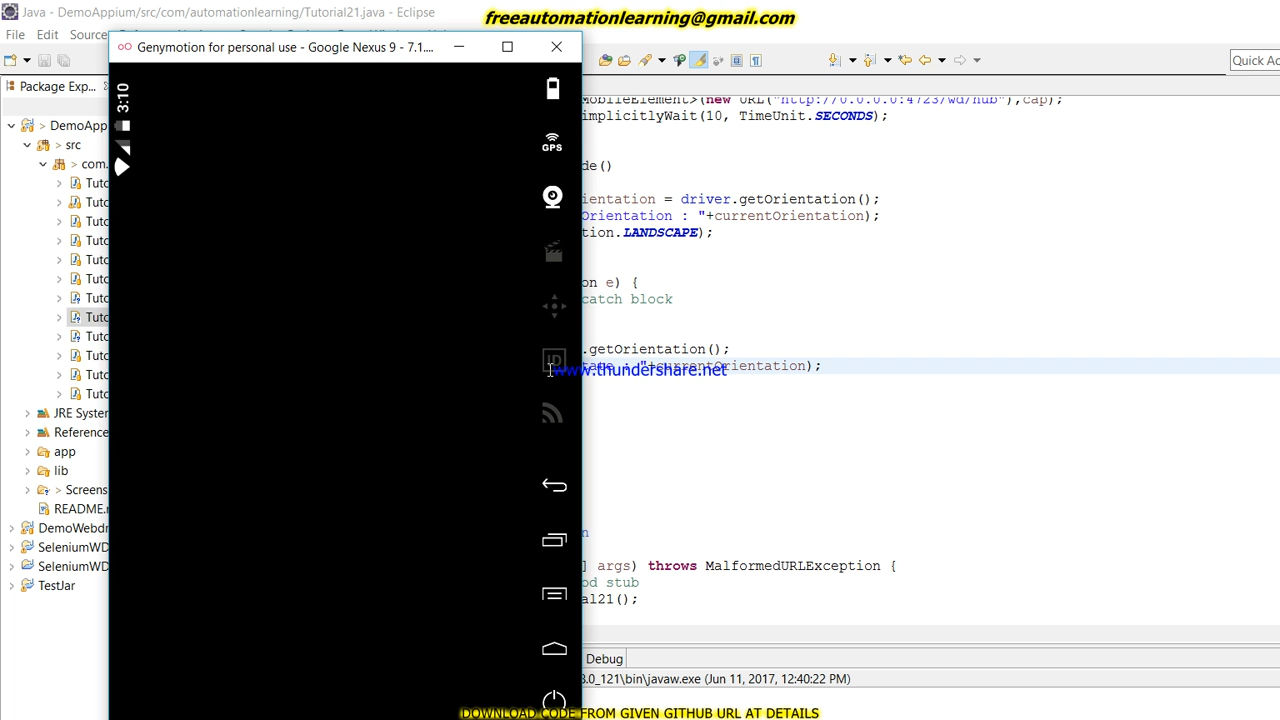 Java - DemoAppium/src/com/automationlearning/Tutorial21.java - Eclipse
freeautomationlearning@gmail.com
File Edit Source
Genymotion for personal use - Google Nexus 9 - 7.1....
Quick Ac
Package Exp...
3:10
MobileElement>(new URL("http://0.0.0.0:4723/wd/hub"),cap);
implicitlyWait(10, TimeUnit.SECONDS);
> DemoApp
src
> com.
GPS
de()
Tuto
Tuto
ientation = driver.getOrientation();
Orientation : "+currentOrientation);
Tuto
tion.LANDSCAPE);
Tuto
Tuto
Tuto
on e) {
Tuto
catch block
Tuto
Tuto
.getOrientation();
Tuto
ID
: "+currentOrientation);
www.thundershare.net
Tuto
Tuto
JRE System
Reference
app
lib
> Screens
README.m
DemoWebdr
n
SeleniumWD
SeleniumWD
] args) throws MalformedURLException {
TestJar
od stub
al21();
Debug
8.0_121\bin\javaw.exe (Jun 11, 2017, 12:40:22 PM)
DOWNLOAD CODE FROM GIVEN GITHUB URL AT DETAILS